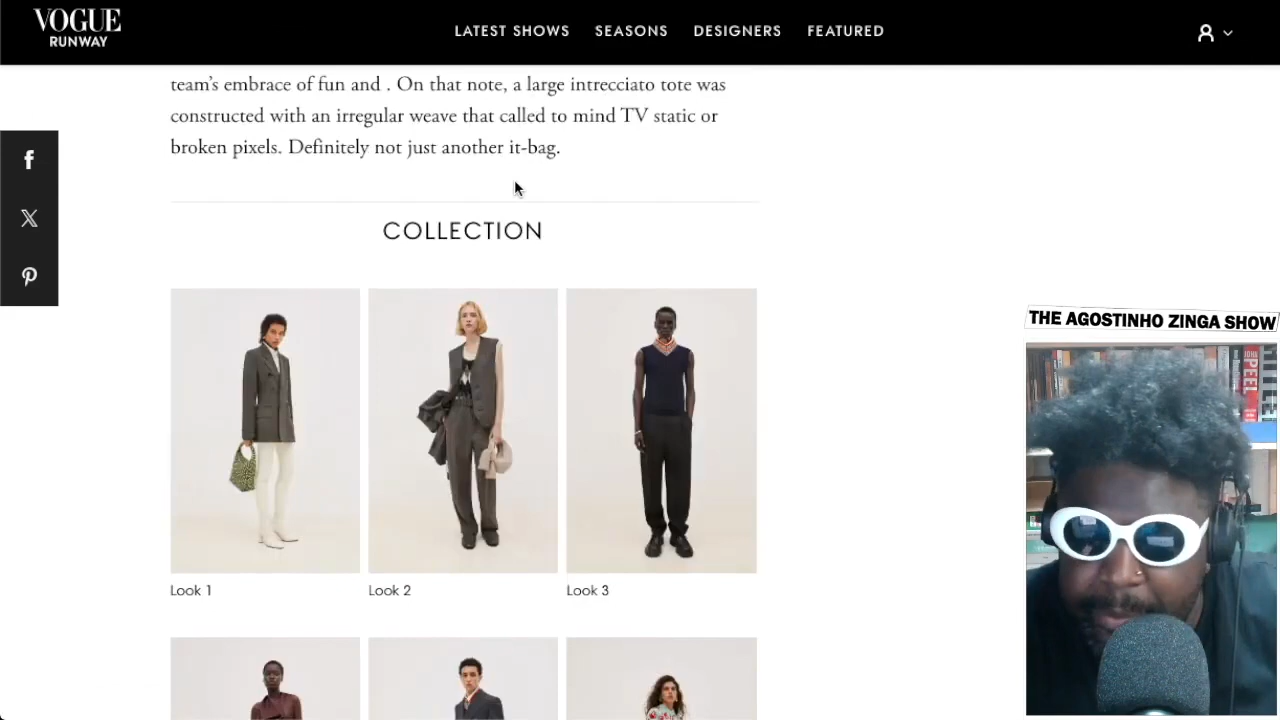 VOGUE
RUNWAY
LATEST SHOWS
SEASONS
DESIGNERS
FEATURED
team's embrace of fun and . On that note, a large intrecciato tote was
constructed with an irregular weave that called to mind TV static or
broken pixels. Definitely not just another it-bag.
COLLECTION
Look 1
Look 2
Look 3
THE AGOSTINHO ZINGA SHOW
PEEL